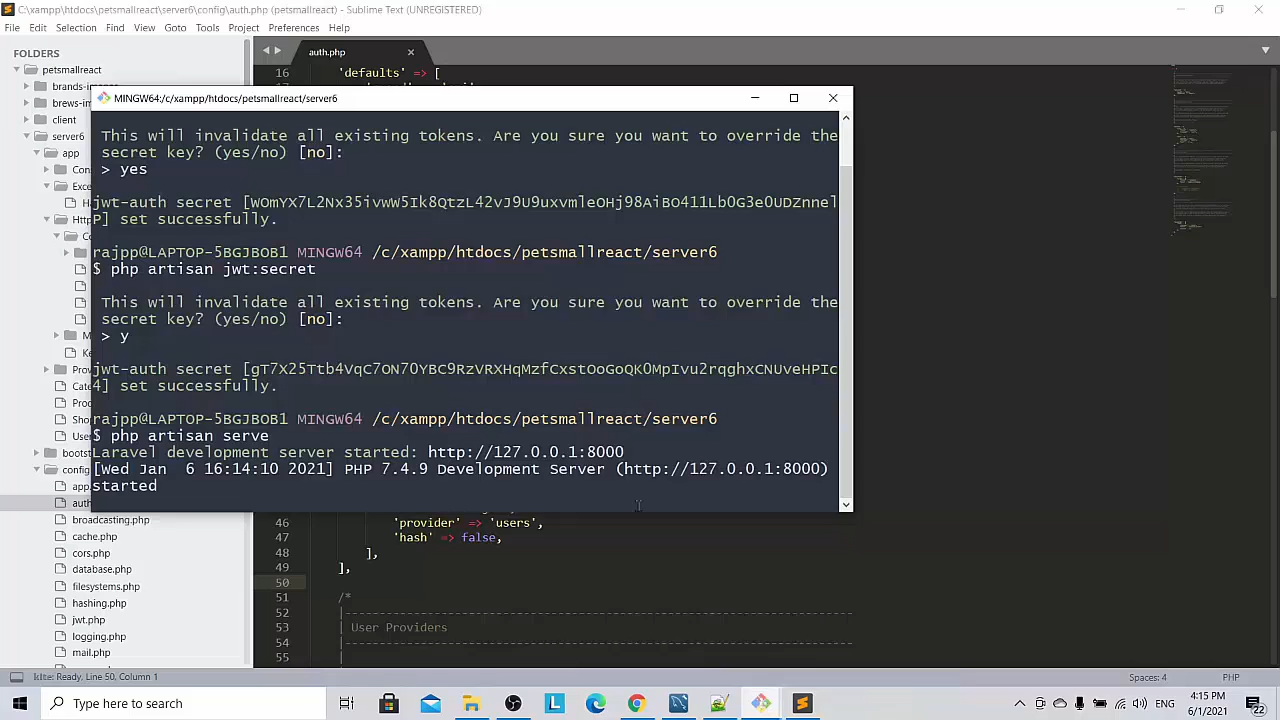 C:\xampp\htdocs\petsmallreact\server6\config\auth.php (petsmallreact) - Sublime Text (UNREGISTERED)
File Edit Selection Find View Goto Tools Project Preferences Help
FOLDERS
petsmallreact
client
server6
app
broadcasting.php
cache.php
cors.php
database.php
filesystems.php
hashing.php
jwt.php
logging.php
mail.php
auth.php
16 'defaults' => [
MINGW64:/c/xampp/htdocs/petsmallreact/server6
This will invalidate all existing tokens. Are you sure you want to override the
secret key? (yes/no) [no]:
> yes
jwt-auth secret [
] set successfully.
rajpp@LAPTOP-5BGJBOB1 MINGW64 /c/xampp/htdocs/petsmallreact/server6
$ php artisan jwt:secret
This will invalidate all existing tokens. Are you sure you want to override the
secret key? (yes/no) [no]:
> y
jwt-auth secret [
4] set successfully.
rajpp@LAPTOP-5BGJBOB1 MINGW64 /c/xampp/htdocs/petsmallreact/server6
$ php artisan serve
Laravel development server started: http://127.0.0.1:8000
[Wed Jan 6 16:14:10 2021] PHP 7.4.9 Development Server (http://127.0.0.1:8000)
started
46 'provider' => 'users',
47 'hash' => false,
48 ],
49 ],
50
51 /*
52 |----------------------------------------------------------------------
53 | User Providers
54 |----------------------------------------------------------------------
55 |
Ready, Line 50, Column 1
Spaces: 4 PHP
Type here to search
ENG
4:15 PM
6/1/2021
22